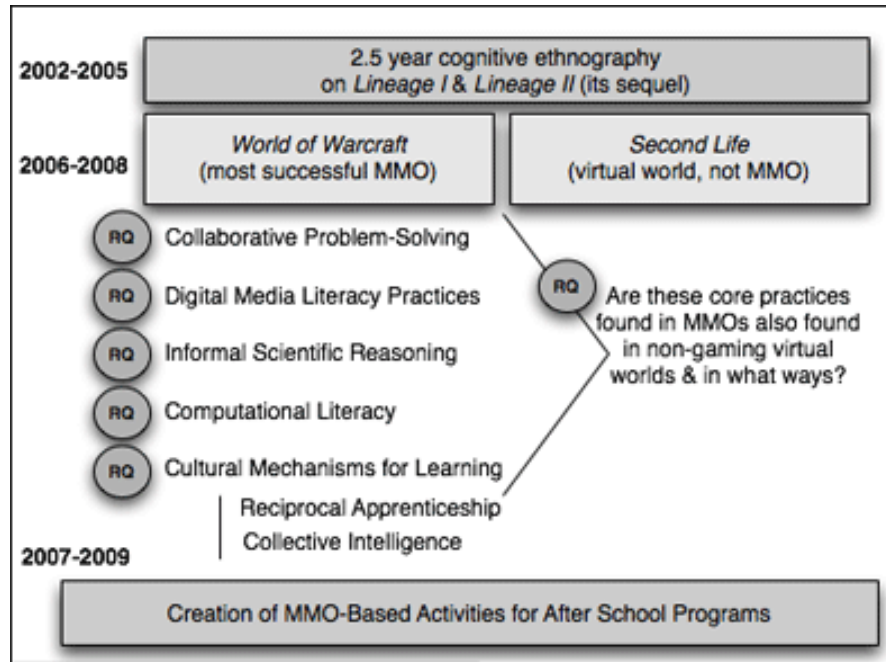 2002-2005
2.5 year cognitive ethnography
on Lineage I & Lineage II (its sequel)
2006-2008
World of Warcraft
(most successful MMO)
Second Life
(virtual world, not MMO)
RQ Collaborative Problem-Solving
RQ Digital Media Literacy Practices
RQ Informal Scientific Reasoning
RQ Computational Literacy
RQ Cultural Mechanisms for Learning
Reciprocal Apprenticeship
Collective Intelligence
RQ Are these core practices
found in MMOs also found
in non-gaming virtual
worlds & in what ways?
2007-2009
Creation of MMO-Based Activities for After School Programs